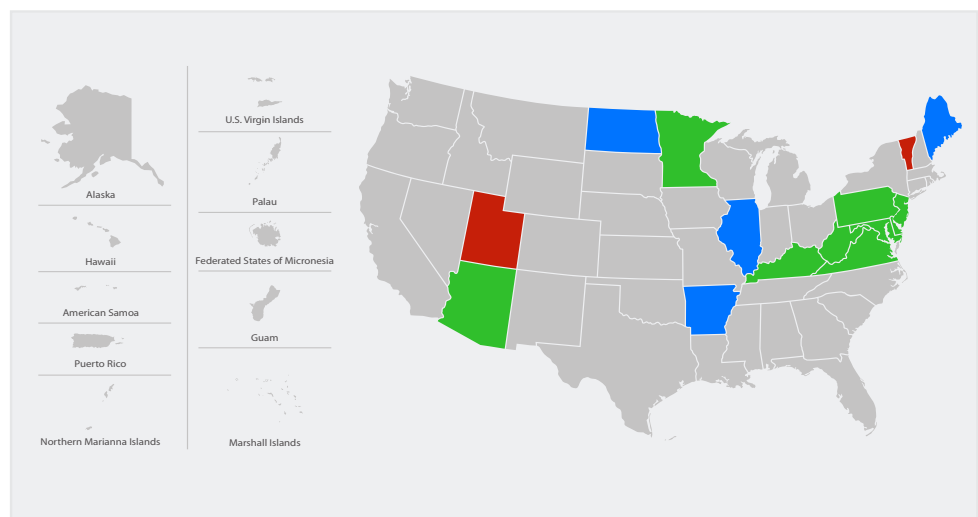 Alaska
Hawaii
American Samoa
Puerto Rico
Northern Marianna Islands
U.S. Virgin Islands
Palau
Federated States of Micronesia
Guam
Marshall Islands